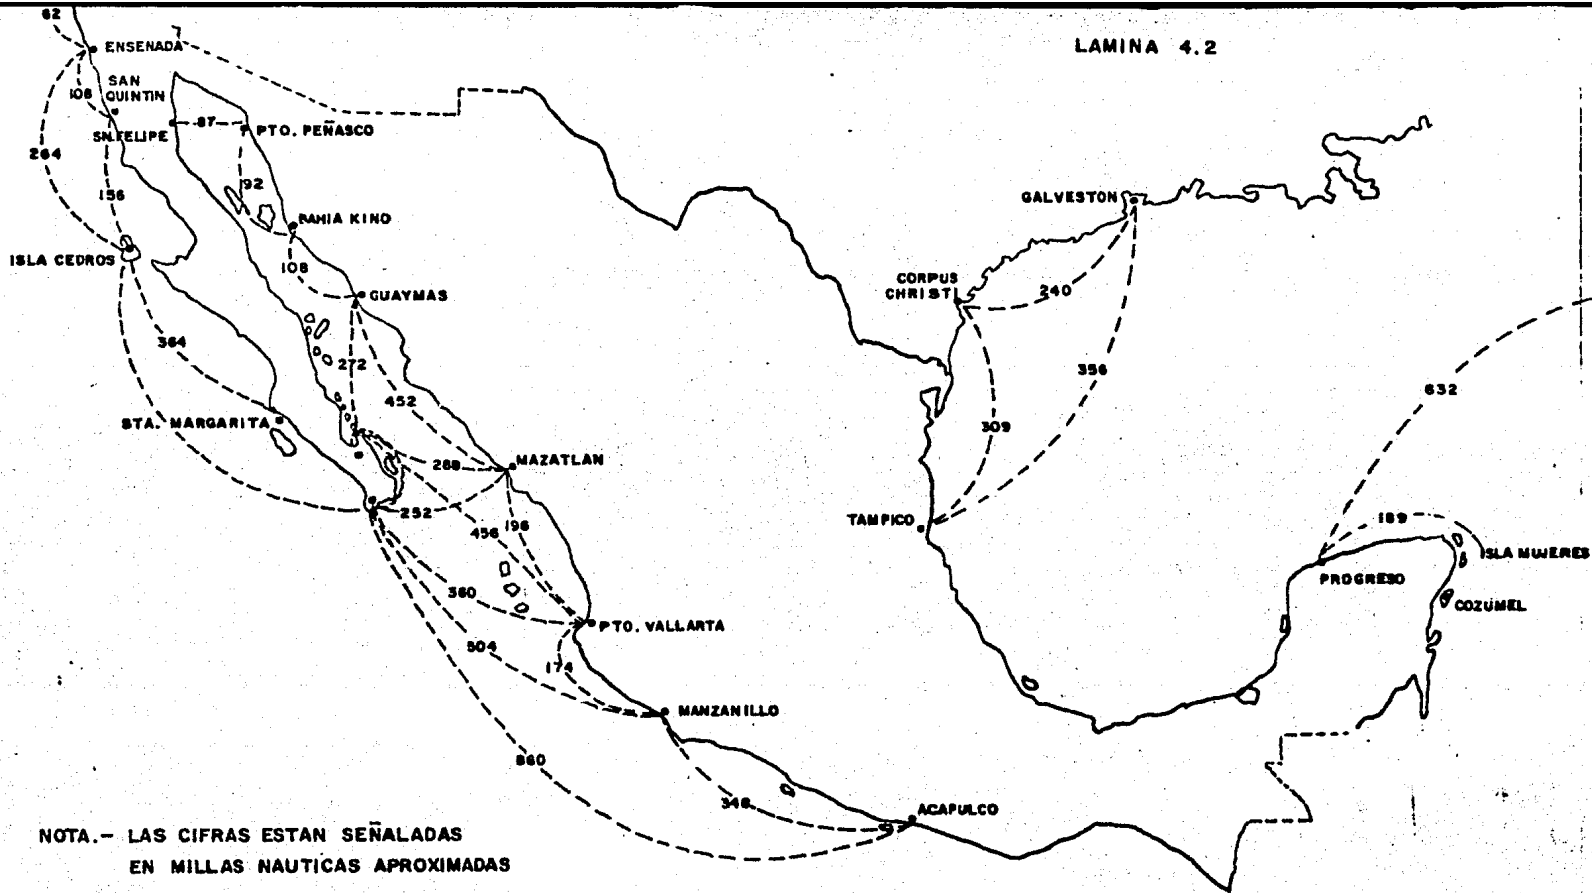 LAMINA 4.2
62
ENSENADA
SAN
QUINTIN
108
SN. FELIPE
87
PTO. PEÑASCO
264
156
92
BAHIA KINO
ISLA CEDROS
108
GUAYMAS
364
272
452
STA. MARGARITA
288
MAZATLAN
252
456
196
360
PTO. VALLARTA
504
174
MANZANILLO
860
348
ACAPULCO
GALVESTON
CORPUS
CHRISTI
240
356
309
TAMPICO
632
189
ISLA MUJERES
PROGRESO
COZUMEL
NOTA.- LAS CIFRAS ESTAN SEÑALADAS
EN MILLAS NAUTICAS APROXIMADAS